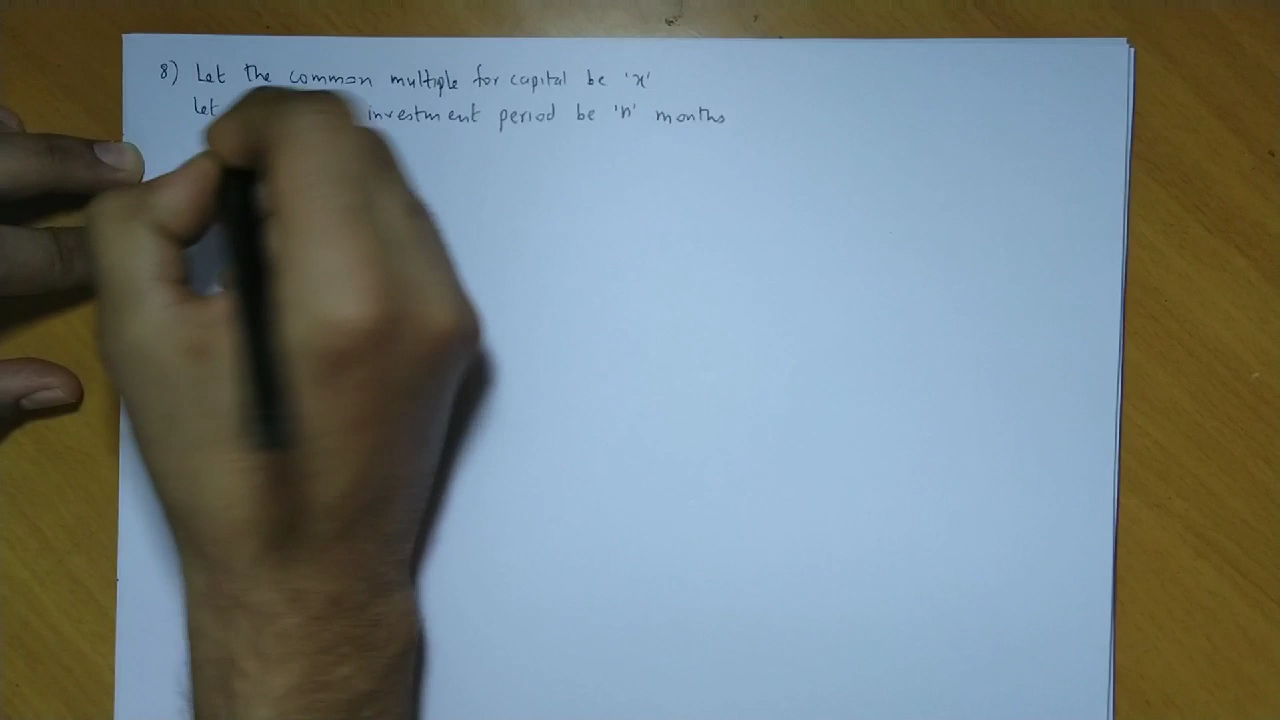 8) Let the common multiple for capital be 'x'
Let investment period be 'n' months